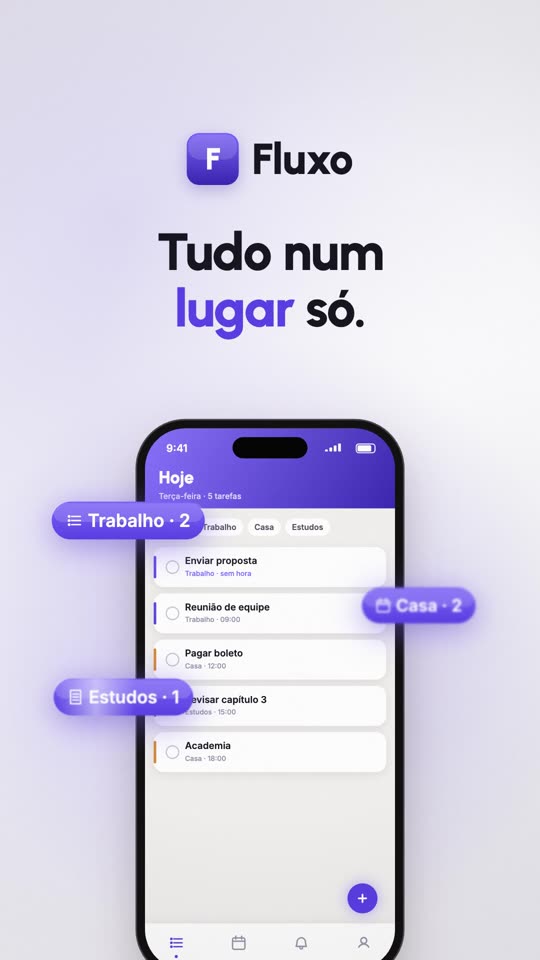 F Fluxo
Tudo num
lugar só.
9:41
Hoje
Terça-feira · 5 tarefas
Trabalho · 2
Trabalho
Casa
Estudos
Enviar proposta
Trabalho · sem hora
Reunião de equipe
Trabalho · 09:00
Casa · 2
Pagar boleto
Casa · 12:00
Estudos · 1
evisar capítulo 3
Estudos · 15:00
Academia
Casa · 18:00